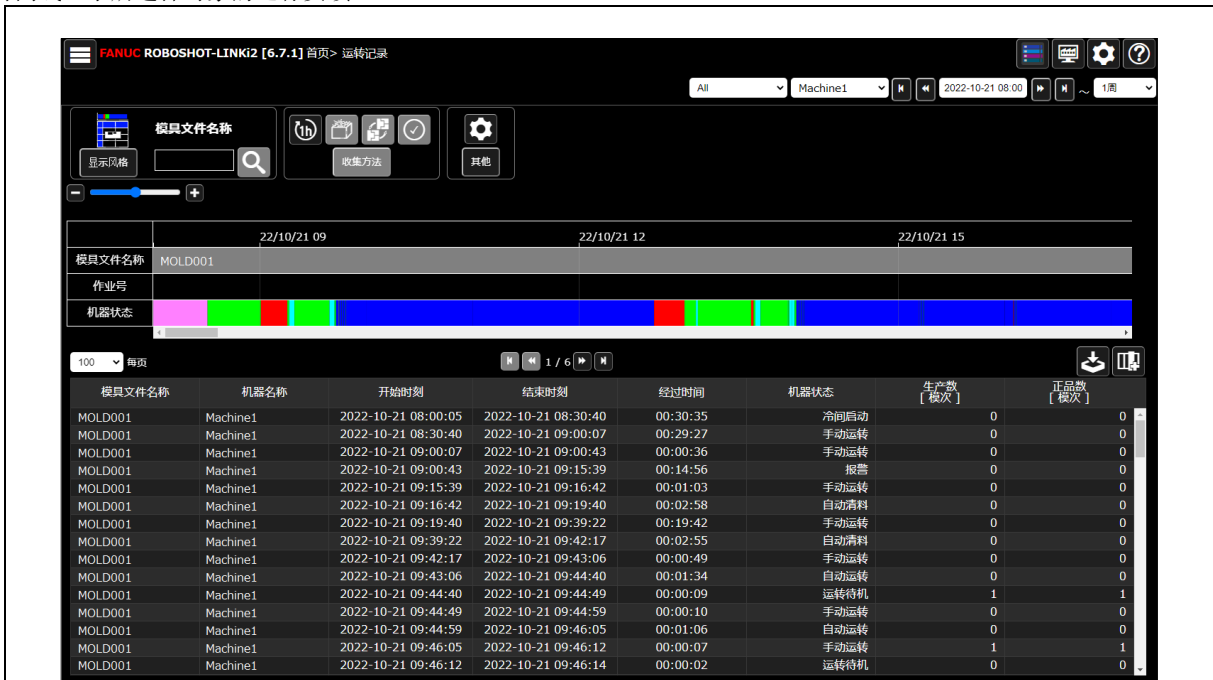 FANUC ROBOSHOT-LINKi2 [6.7.1] 首页> 运转记录
All Machine1 2022-10-21 08:00 ～ 1周
模具文件名称 1h
显示风格 收集方法 其他
22/10/21 09 22/10/21 12 22/10/21 15
模具文件名称 MOLD001
作业号
机器状态
100 每页 1 / 6
模具文件名称 机器名称 开始时刻 结束时刻 经过时间 机器状态 生产数 [ 模次 ] 正品数 [ 模次 ]
MOLD001 Machine1 2022-10-21 08:00:05 2022-10-21 08:30:40 00:30:35 冷间启动 0 0
MOLD001 Machine1 2022-10-21 08:30:40 2022-10-21 09:00:07 00:29:27 手动运转 0 0
MOLD001 Machine1 2022-10-21 09:00:07 2022-10-21 09:00:43 00:00:36 手动运转 0 0
MOLD001 Machine1 2022-10-21 09:00:43 2022-10-21 09:15:39 00:14:56 报警 0 0
MOLD001 Machine1 2022-10-21 09:15:39 2022-10-21 09:16:42 00:01:03 手动运转 0 0
MOLD001 Machine1 2022-10-21 09:16:42 2022-10-21 09:19:40 00:02:58 自动清料 0 0
MOLD001 Machine1 2022-10-21 09:19:40 2022-10-21 09:39:22 00:19:42 手动运转 0 0
MOLD001 Machine1 2022-10-21 09:39:22 2022-10-21 09:42:17 00:02:55 自动清料 0 0
MOLD001 Machine1 2022-10-21 09:42:17 2022-10-21 09:43:06 00:00:49 手动运转 0 0
MOLD001 Machine1 2022-10-21 09:43:06 2022-10-21 09:44:40 00:01:34 自动运转 0 0
MOLD001 Machine1 2022-10-21 09:44:40 2022-10-21 09:44:49 00:00:09 运转待机 1 1
MOLD001 Machine1 2022-10-21 09:44:49 2022-10-21 09:44:59 00:00:10 手动运转 0 0
MOLD001 Machine1 2022-10-21 09:44:59 2022-10-21 09:46:05 00:01:06 自动运转 0 0
MOLD001 Machine1 2022-10-21 09:46:05 2022-10-21 09:46:12 00:00:07 手动运转 1 1
MOLD001 Machine1 2022-10-21 09:46:12 2022-10-21 09:46:14 00:00:02 运转待机 0 0